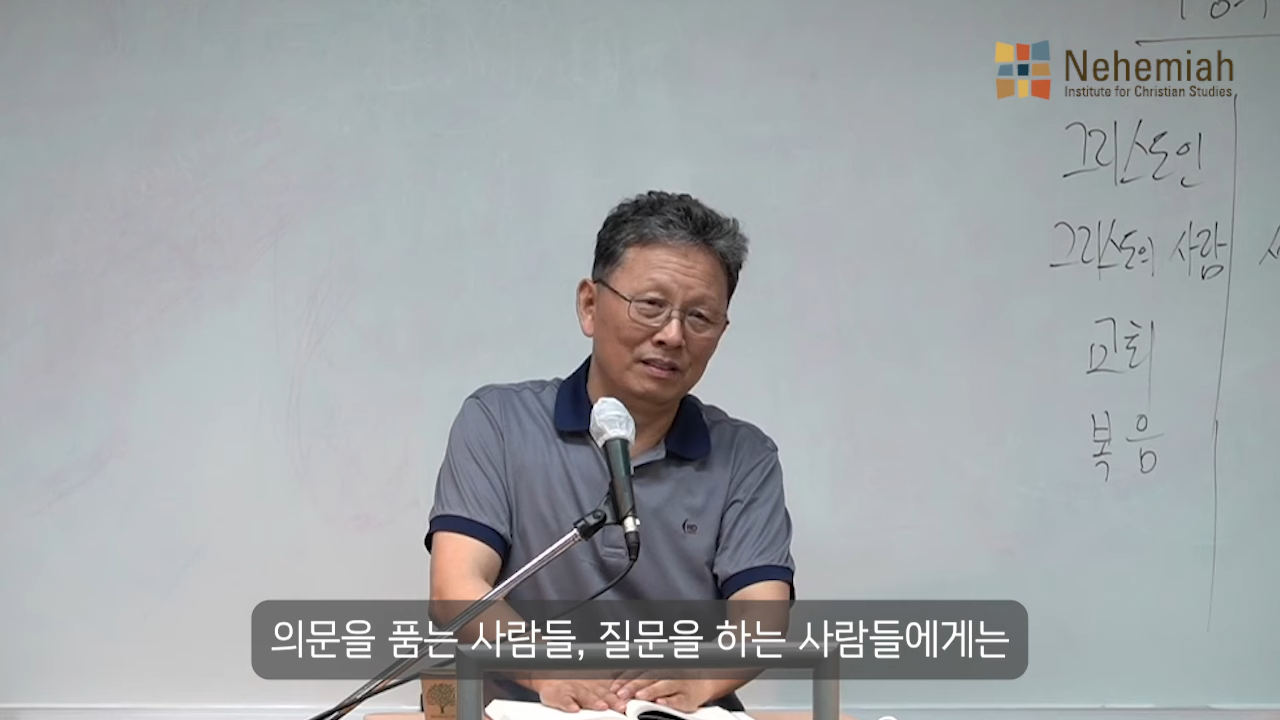 Nehemiah
Institute for Christian Studies
그리스도인
그리스도의 사람
교회
복음
의문을 품는 사람들, 질문을 하는 사람들에게는